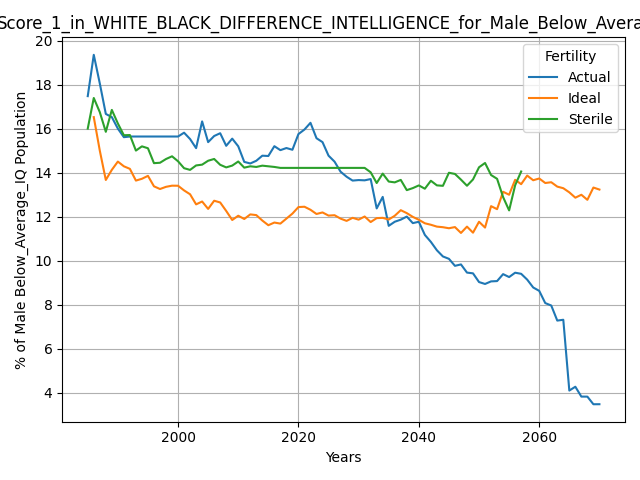 Score_1_in_WHITE_BLACK_DIFFERENCE_INTELLIGENCE_for_Male_Below_Avera
% of Male Below_Average_IQ Population
20
18
16
14
12
10
8
6
4
Fertility
Actual
Ideal
Sterile
2000
2020
2040
2060
Years